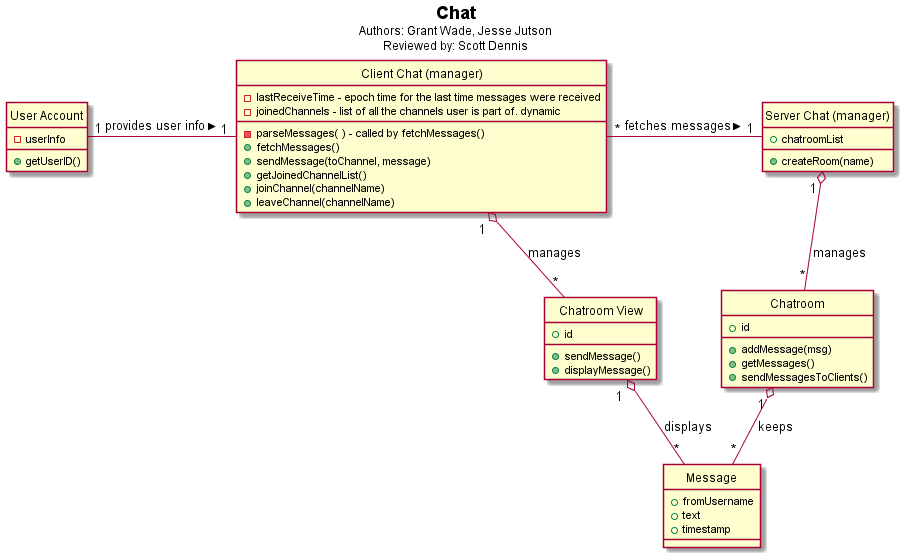 Chat
Authors: Grant Wade, Jesse Jutson
Reviewed by: Scott Dennis
Client Chat (manager)
lastReceiveTime - epoch time for the last time messages were received
joinedChannels - list of all the channels user is part of. dynamic
parseMessages( ) - called by fetchMessages()
fetchMessages()
sendMessage(toChannel, message)
getJoinedChannelList()
joinChannel(channelName)
leaveChannel(channelName)
User Account
userInfo
getUserID()
1 provides user info ► 1
* fetches messages ► 1
Server Chat (manager)
chatroomList
createRoom(name)
1
manages
*
1
manages
*
Chatroom View
id
sendMessage()
displayMessage()
Chatroom
id
addMessage(msg)
getMessages()
sendMessagesToClients()
1
displays
*
1
keeps
*
Message
fromUsername
text
timestamp